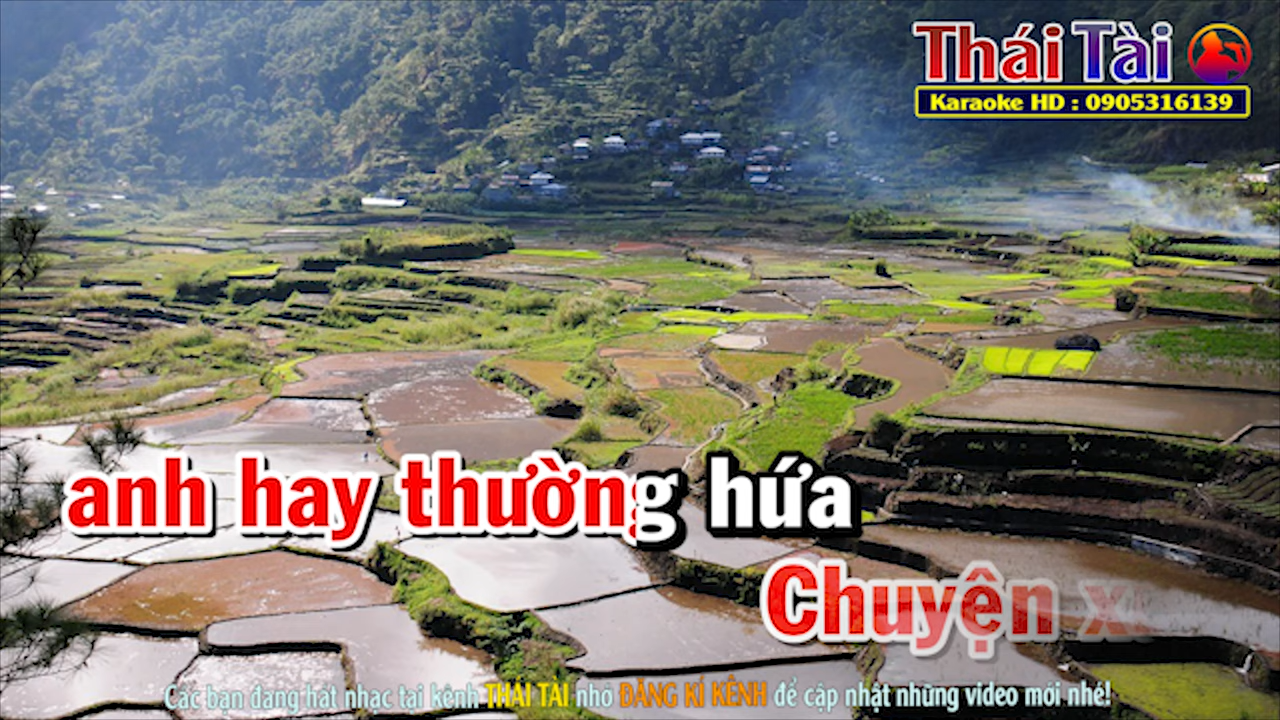 Thái Tài
Karaoke HD : 0905316139
anh hay thường hứa
Chuyện
Các bạn đang hát nhạc tại kênh THÁI TÀI nhớ ĐĂNG KÍ KÊNH để cập nhật những video mới nhé!